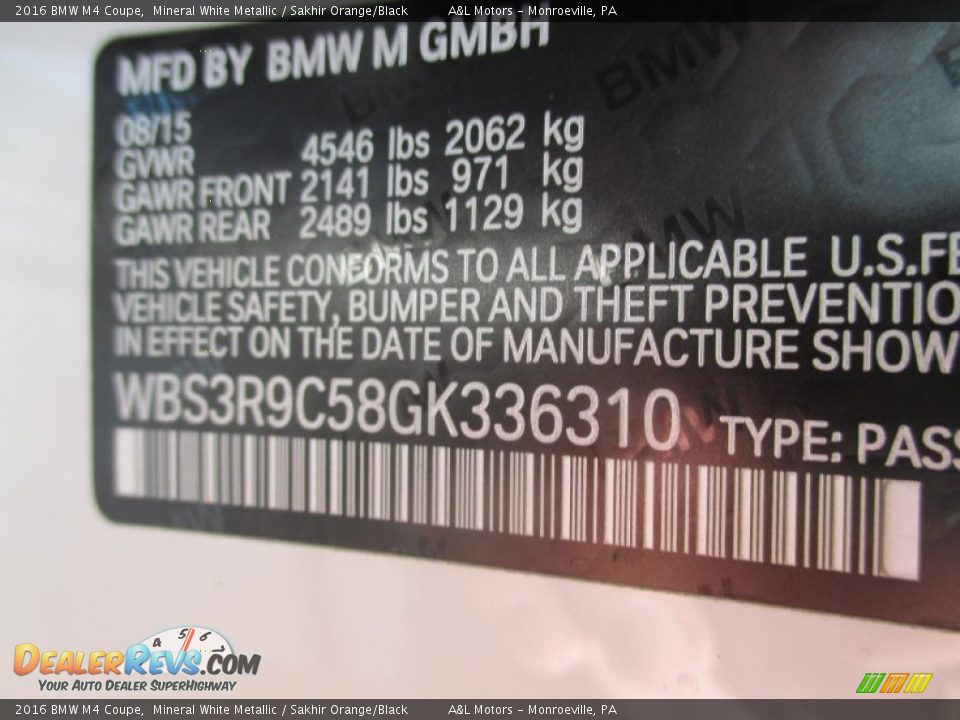 2016 BMW M4 Coupe, Mineral White Metallic / Sakhir Orange/Black A&L Motors - Monroeville, PA
MFD BY BMW M GMBH
08/15
GVWR 4546 lbs 2062 kg
GAWR FRONT 2141 lbs 971 kg
GAWR REAR 2489 lbs 1129 kg
THIS VEHICLE CONFORMS TO ALL APPLICABLE U.S.FE
VEHICLE SAFETY, BUMPER AND THEFT PREVENTIO
IN EFFECT ON THE DATE OF MANUFACTURE SHOW
WBS3R9C58GK336310 TYPE: PASS
4 5 6
DEALERREVS.COM
YOUR AUTO DEALER SUPERHIGHWAY
2016 BMW M4 Coupe, Mineral White Metallic / Sakhir Orange/Black A&L Motors - Monroeville, PA